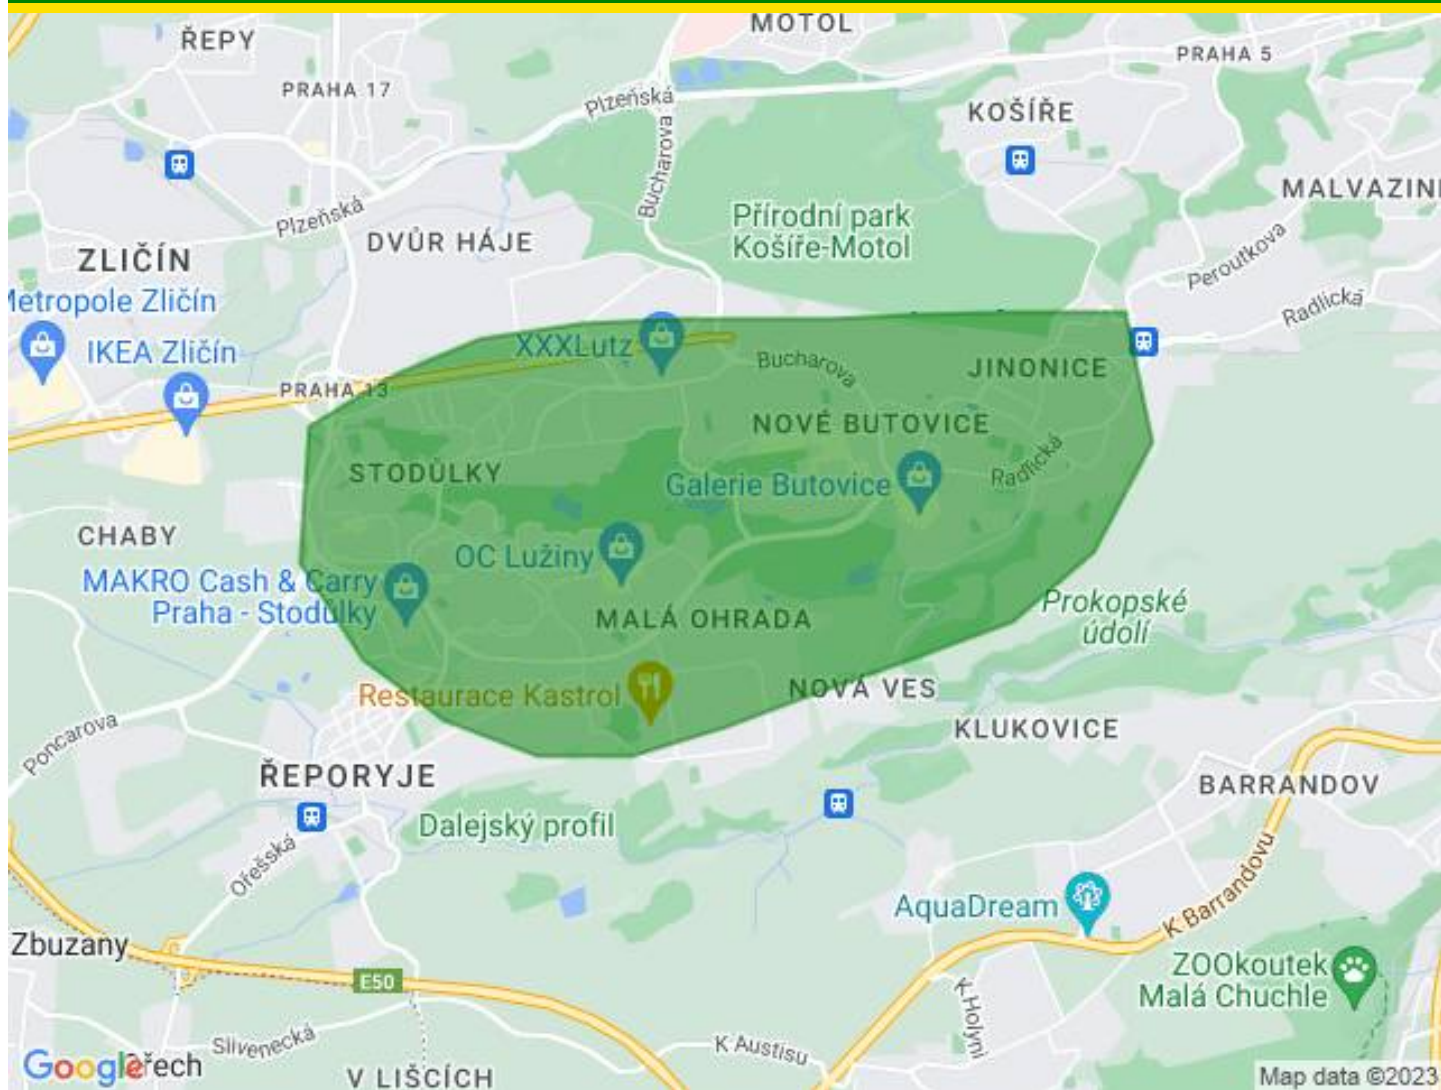 MOTOL
ŘEPY
PRAHA 5
PRAHA 17
Plzeňská
KOŠÍŘE
Bucharova
MALVAZINK
Plzeňská
Přírodní park
Košíře-Motol
DVŮR HÁJE
Peroutkova
ZLIČÍN
Metropole Zličín
Radlická
IKEA Zličín
XXXLutz
Bucharova
JINONICE
PRAHA 13
NOVÉ BUTOVICE
STODŮLKY
Radlická
Galerie Butovice
CHABY
OC Lužiny
MAKRO Cash & Carry
Praha - Stodůlky
MALÁ OHRADA
Prokopské
údolí
Restaurace Kastrol
NOVÁ VES
Poncarova
KLUKOVICE
ŘEPORYJE
BARRANDOV
Dalejský profil
Ořešská
K Barrandovu
AquaDream
Zbuzany
ZOOkoutek
Malá Chuchle
E50
K Holyni
Slivenecká
K Austisu
Google
V LIŠCÍCH
Map data ©2023